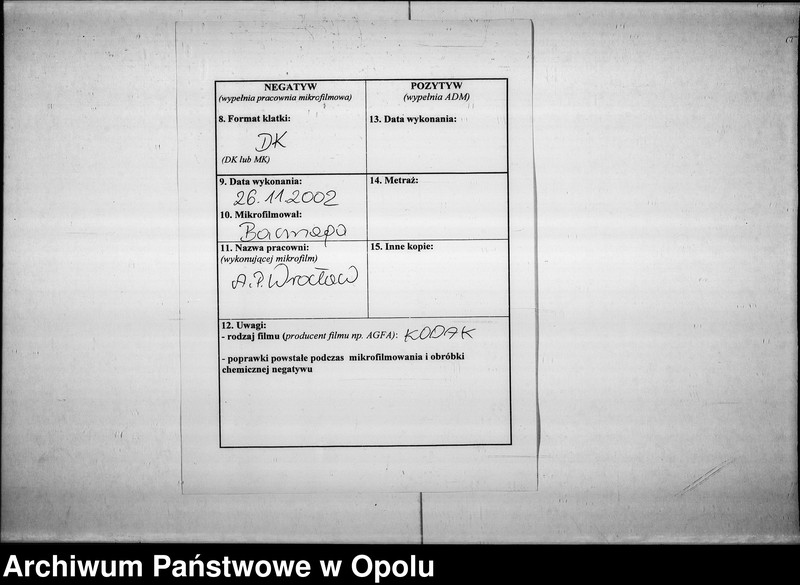 NEGATYW
(wypełnia pracownia mikrofilmowa)
8. Format klatki:
DK
(DK lub MK)
9. Data wykonania:
26.11.2002
10. Mikrofilmował:
11. Nazwa pracowni:
(wykonującej mikrofilm)
A.P. Wrocław
POZYTYW
(wypełnia ADM)
13. Data wykonania:
14. Metraż:
15. Inne kopie:
12. Uwagi:
- rodzaj filmu (producent filmu np. AGFA): KODAK
- poprawki powstałe podczas mikrofilmowania i obróbki
chemicznej negatywu
Archiwum Państwowe w Opolu